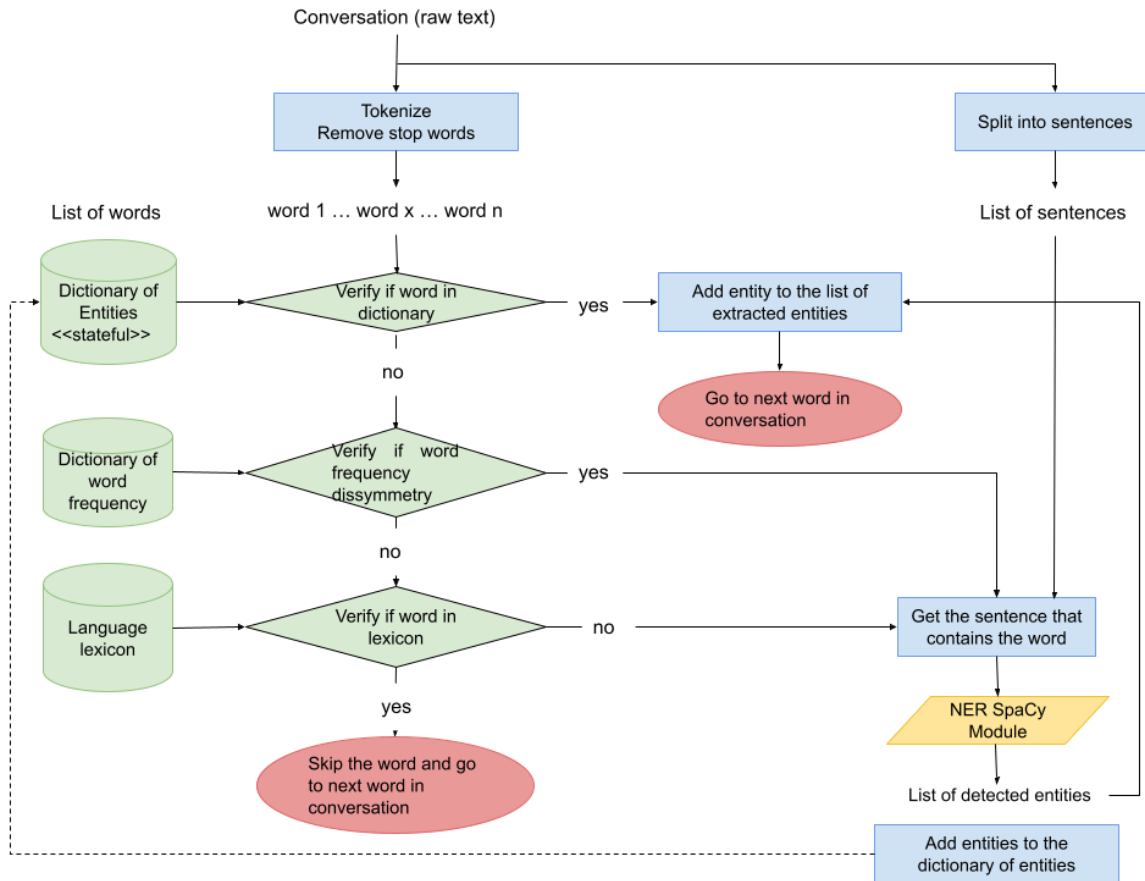 Conversation (raw text)
Tokenize
Remove stop words
Split into sentences
List of words
word 1 … word x … word n
List of sentences
Dictionary of
Entities
<<stateful>>
Verify if word in
dictionary
yes
Add entity to the list of
extracted entities
no
Go to next word in
conversation
Dictionary of
word
frequency
Verify if word
frequency
dissymmetry
yes
no
Language
lexicon
Verify if word in
lexicon
no
Get the sentence that
contains the word
yes
NER SpaCy
Module
Skip the word and go
to next word in
conversation
List of detected entities
Add entities to the
dictionary of entities